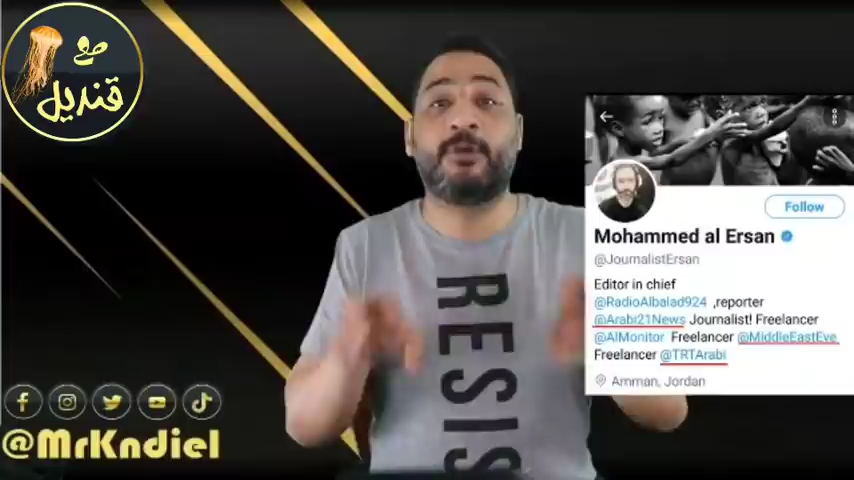 مع
قنديل
Follow
Mohammed al Ersan
@JournalistErsan
Editor in chief
@RadioAlbalad924 ,reporter
@Arabi21News Journalist! Freelancer
@AlMonitor Freelancer @MiddleEastEye
Freelancer @TRTArabi
Amman, Jordan
RESIS
@MrKndiel